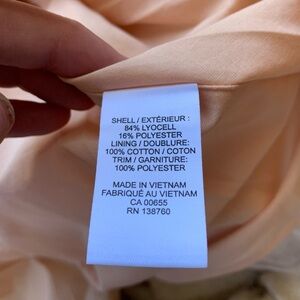 SHELL / EXTÉRIEUR :
84% LYOCELL
16% POLYESTER
LINING / DOUBLURE:
100% COTTON / COTON
TRIM / GARNITURE:
100% POLYESTER
MADE IN VIETNAM
FABRIQUÉ AU VIETNAM
CA 00655
RN 138760